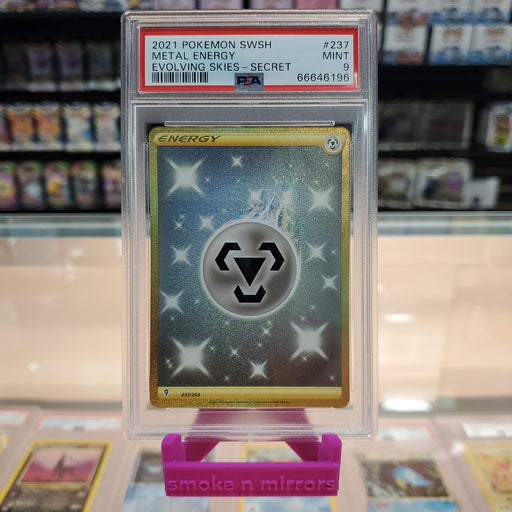 2021 POKEMON SWSH #237
METAL ENERGY MINT
EVOLVING SKIES – SECRET 9
PSA 66646196
ENERGY
237/203
smoke n mirrors